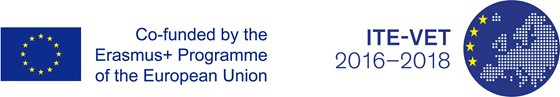 Co-funded by the
Erasmus+ Programme
of the European Union
ITE-VET
2016–2018